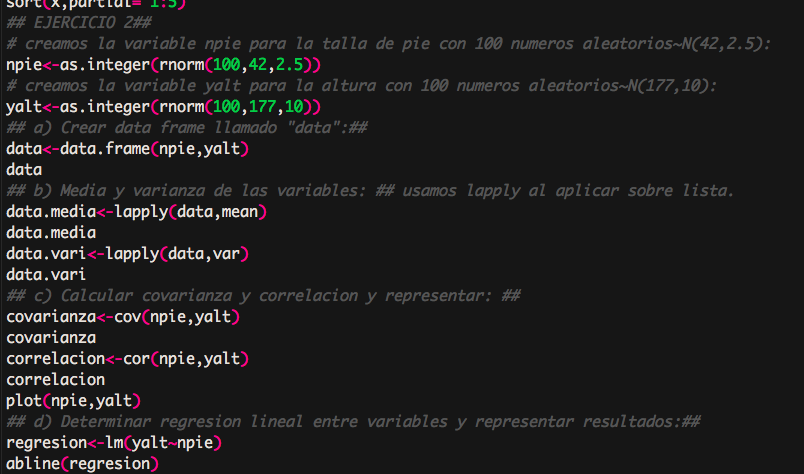 sort(x,partial= 1:5)
## EJERCICIO 2##
# creamos la variable npie para la talla de pie con 100 numeros aleatorios~N(42,2.5):
npie<-as.integer(rnorm(100,42,2.5))
# creamos la variable yalt para la altura con 100 numeros aleatorios~N(177,10):
yalt<-as.integer(rnorm(100,177,10))
## a) Crear data frame llamado "data":##
data<-data.frame(npie,yalt)
data
## b) Media y varianza de las variables: ## usamos lapply al aplicar sobre lista.
data.media<-lapply(data,mean)
data.media
data.vari<-lapply(data,var)
data.vari
## c) Calcular covarianza y correlacion y representar: ##
covarianza<-cov(npie,yalt)
covarianza
correlacion<-cor(npie,yalt)
correlacion
plot(npie,yalt)
## d) Determinar regresion lineal entre variables y representar resultados:##
regresion<-lm(yalt~npie)
abline(regresion)